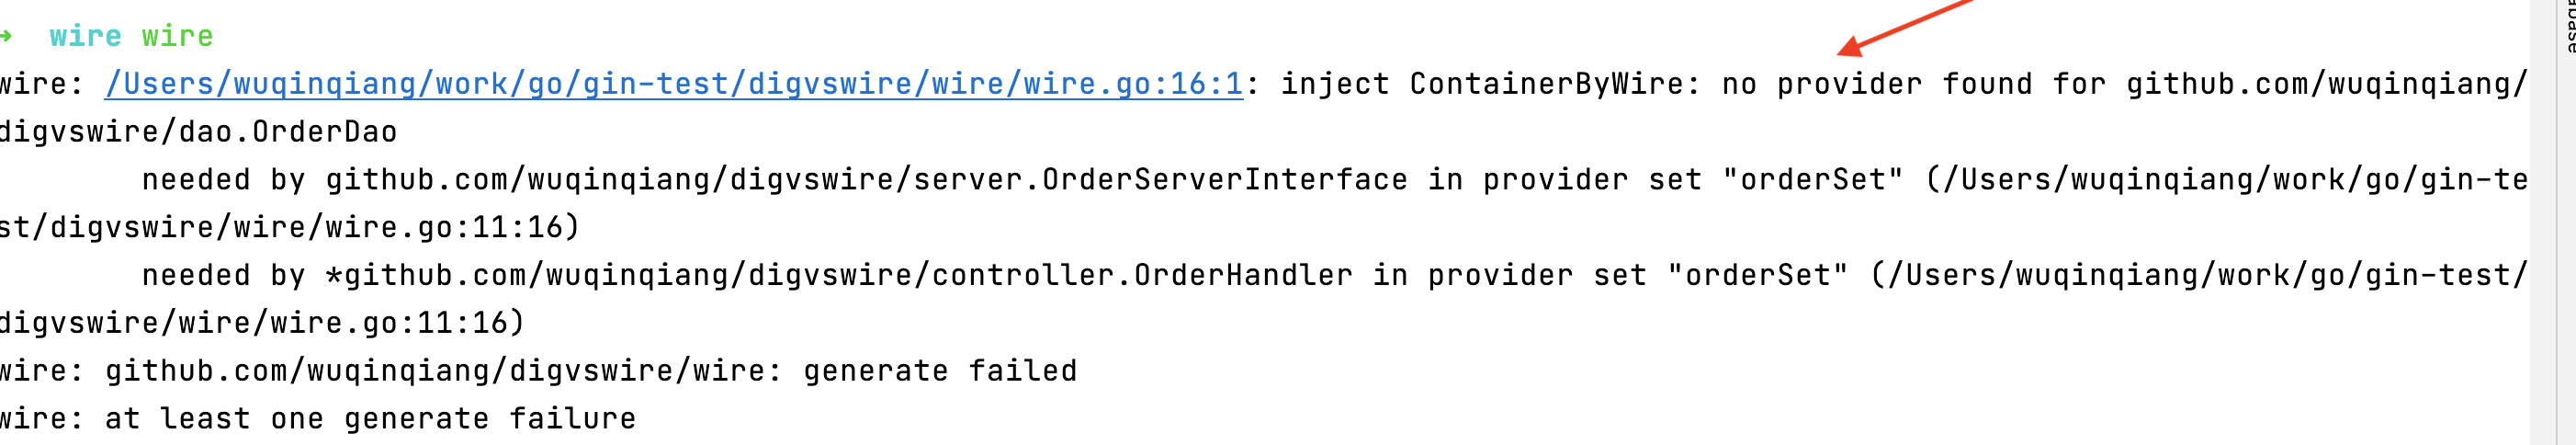 → wire wire
wire: /Users/wuqinqiang/work/go/gin-test/digvswire/wire/wire.go:16:1: inject ContainerByWire: no provider found for github.com/wuqinqiang/
digvswire/dao.OrderDao
needed by github.com/wuqinqiang/digvswire/server.OrderServerInterface in provider set "orderSet" (/Users/wuqinqiang/work/go/gin-te
st/digvswire/wire/wire.go:11:16)
needed by *github.com/wuqinqiang/digvswire/controller.OrderHandler in provider set "orderSet" (/Users/wuqinqiang/work/go/gin-test/
digvswire/wire/wire.go:11:16)
wire: github.com/wuqinqiang/digvswire/wire: generate failed
wire: at least one generate failure
abase